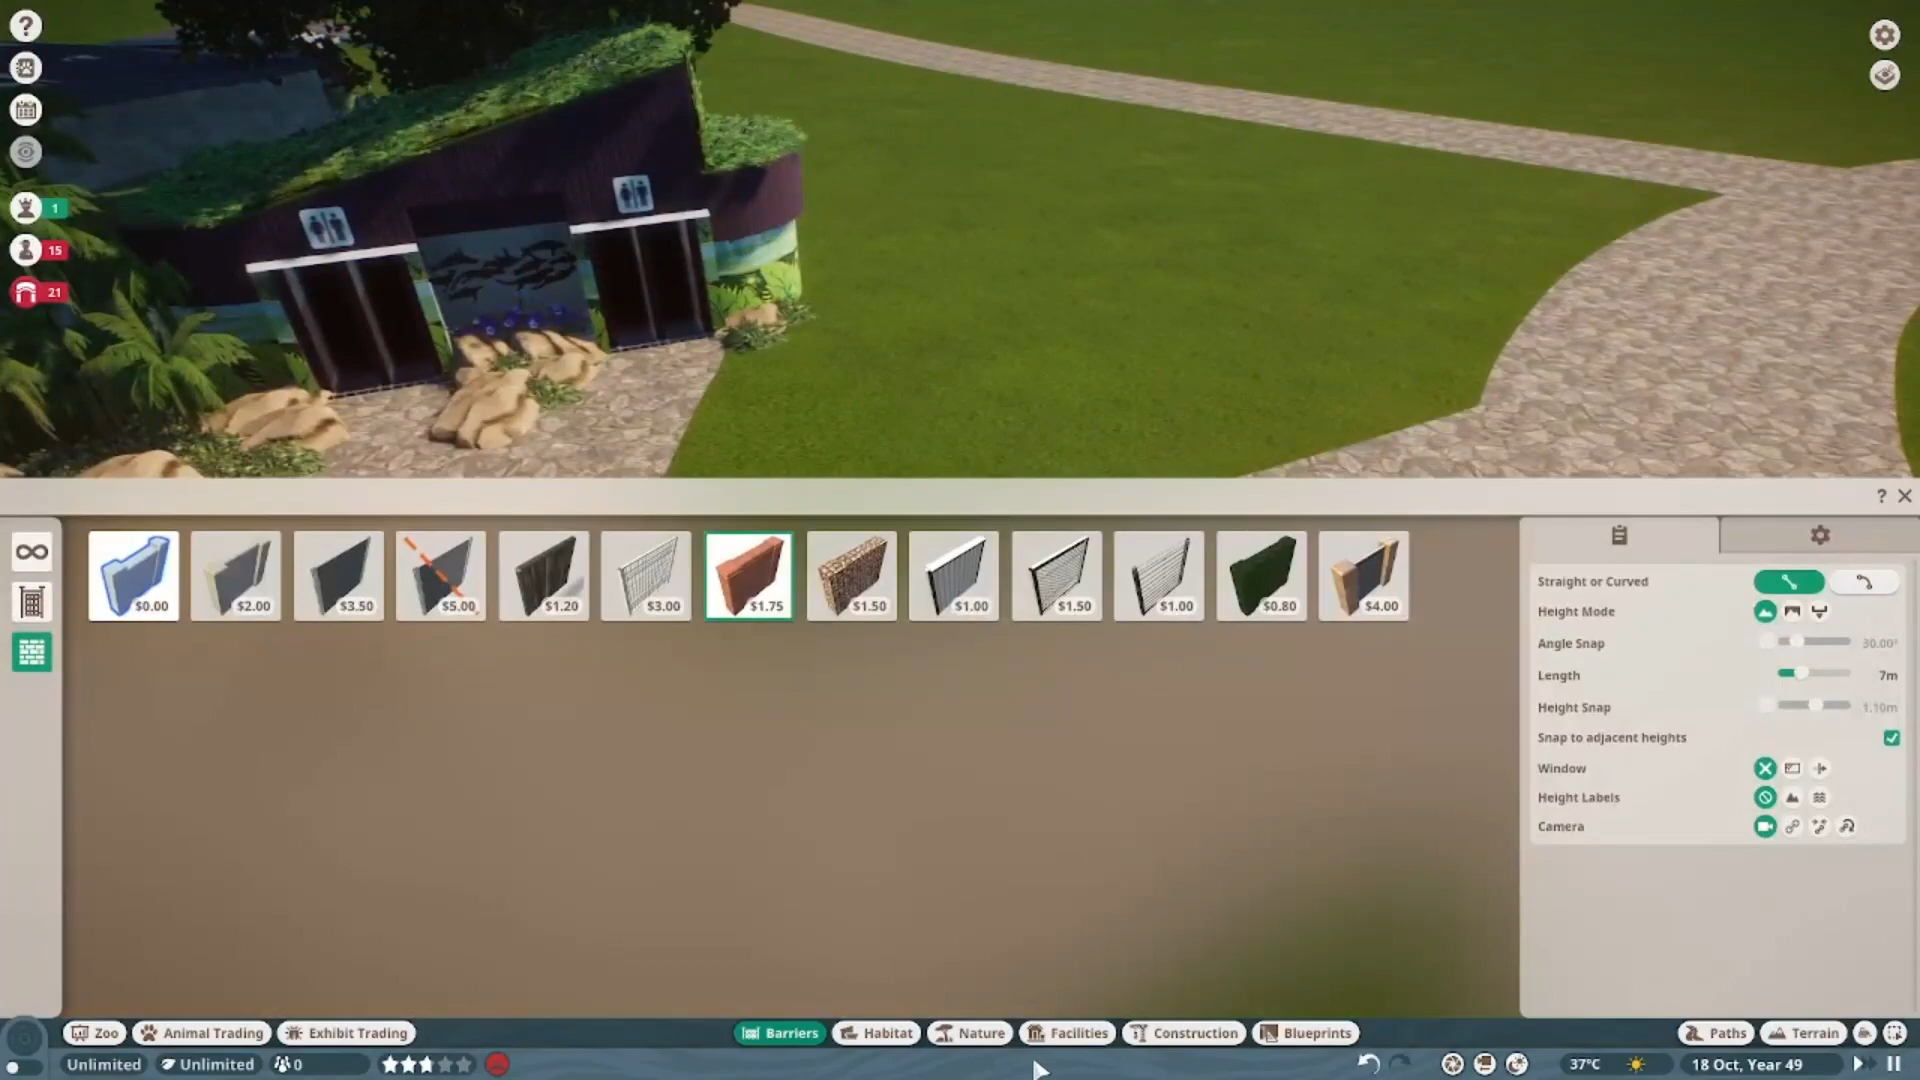 ?
1
15
21
?
$0.00
$2.00
$3.50
$5.00
$1.20
$3.00
$1.75
$1.50
$1.00
$1.50
$1.00
$0.80
$4.00
Straight or Curved
Height Mode
Angle Snap 30.00°
Length 7m
Height Snap 1.10m
Snap to adjacent heights
Window
Height Labels
Camera
Zoo Animal Trading Exhibit Trading Barriers Habitat Nature Facilities Construction Blueprints Paths Terrain
Unlimited Unlimited 0 37°C 18 Oct, Year 49